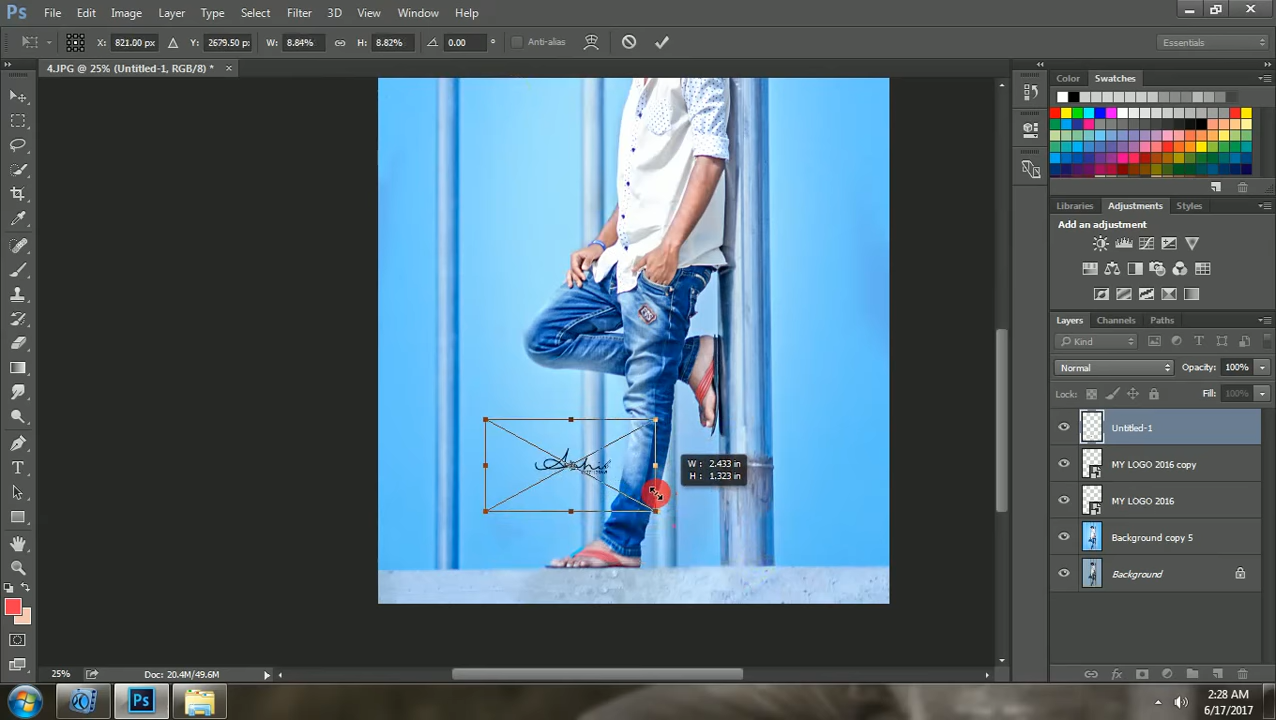 Ps File Edit Image Layer Type Select Filter 3D View Window Help
X: 821.00 px Y: 2679.50 px W: 8.84% H: 8.82% 0.00 ° Anti-alias Essentials
4.JPG @ 25% (Untitled-1, RGB/8) * ×
Color Swatches
Libraries Adjustments Styles
Add an adjustment
Layers Channels Paths
Kind
Normal Opacity: 100%
Lock: Fill: 100%
Untitled-1
MY LOGO 2016 copy
MY LOGO 2016
Background copy 5
Background
W: 2.433 in
H: 1.323 in
25% Doc: 20.4M/49.6M
Ps
2:28 AM
6/17/2017